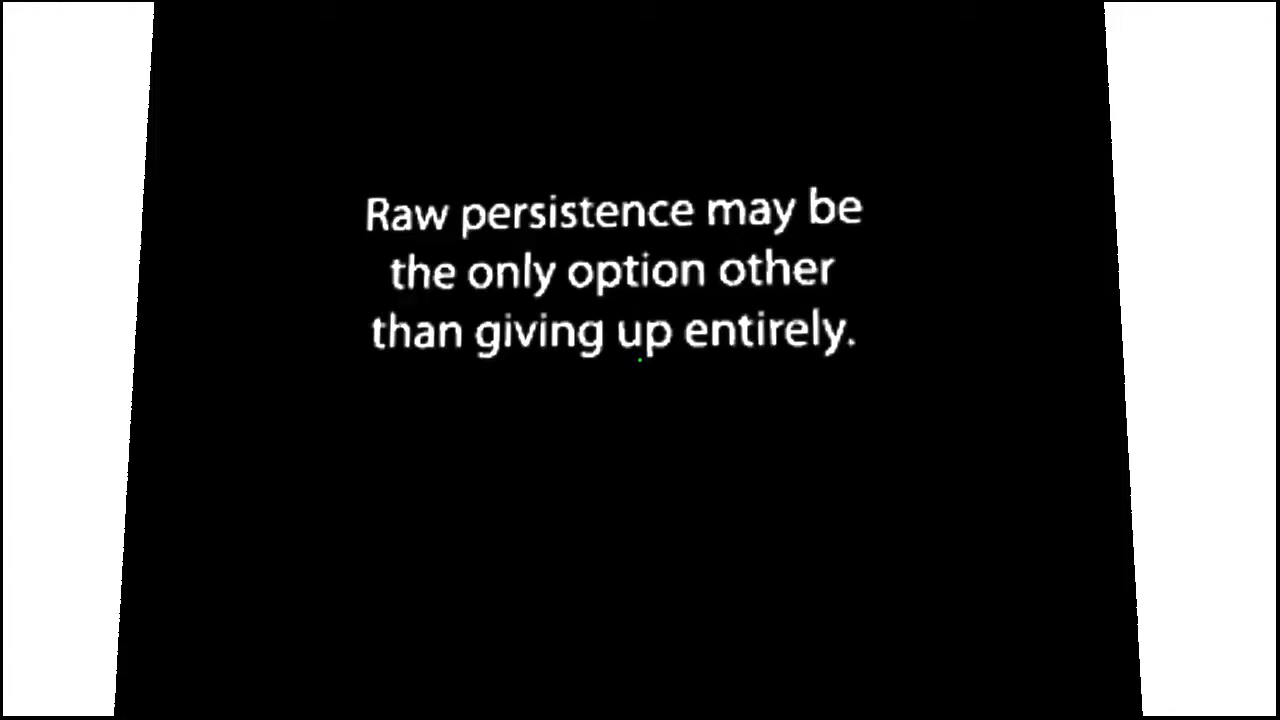 Raw persistence may be
the only option other
than giving up entirely.